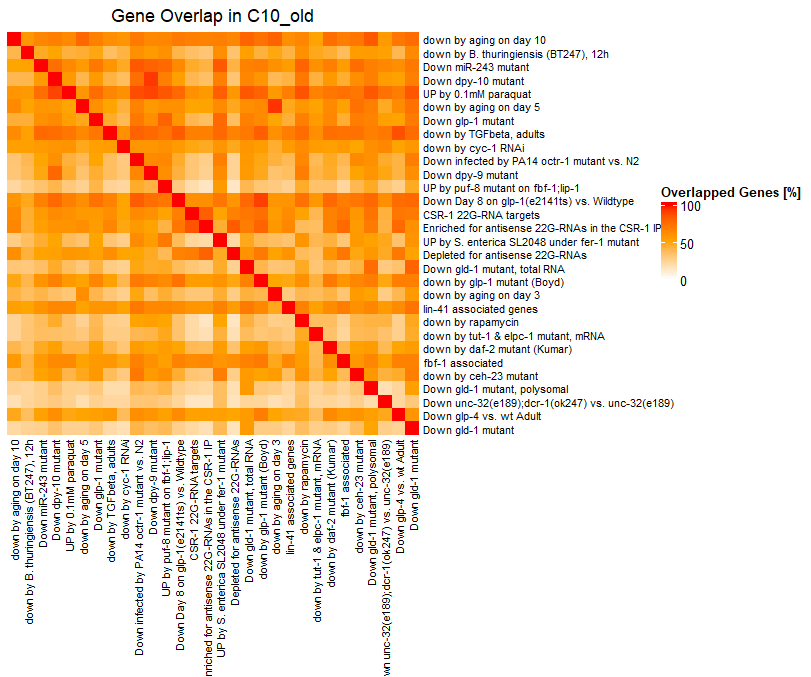 Gene Overlap in C10_old
down by aging on day 10
down by B. thuringiensis (BT247), 12h
Down miR-243 mutant
Down dpy-10 mutant
UP by 0.1mM paraquat
down by aging on day 5
Down glp-1 mutant
down by TGFbeta, adults
down by cyc-1 RNAi
Down infected by PA14 octr-1 mutant vs. N2
Down dpy-9 mutant
UP by puf-8 mutant on fbf-1;lip-1
Down Day 8 on glp-1(e2141ts) vs. Wildtype
CSR-1 22G-RNA targets
Enriched for antisense 22G-RNAs in the CSR-1 IP
UP by S. enterica SL2048 under fer-1 mutant
Depleted for antisense 22G-RNAs
Down gld-1 mutant, total RNA
down by glp-1 mutant (Boyd)
down by aging on day 3
lin-41 associated genes
down by rapamycin
down by tut-1 & elpc-1 mutant, mRNA
down by daf-2 mutant (Kumar)
fbf-1 associated
down by ceh-23 mutant
Down gld-1 mutant, polysomal
Down unc-32(e189);dcr-1(ok247) vs. unc-32(e189)
Down glp-4 vs. wt Adult
Down gld-1 mutant
Overlapped Genes [%]
100
50
0
down by aging on day 10
down by B. thuringiensis (BT247), 12h
Down miR-243 mutant
Down dpy-10 mutant
UP by 0.1mM paraquat
down by aging on day 5
Down glp-1 mutant
down by TGFbeta, adults
down by cyc-1 RNAi
Down infected by PA14 octr-1 mutant vs. N2
Down dpy-9 mutant
UP by puf-8 mutant on fbf-1;lip-1
Down Day 8 on glp-1(e2141ts) vs. Wildtype
CSR-1 22G-RNA targets
nriched for antisense 22G-RNAs in the CSR-1 IP
UP by S. enterica SL2048 under fer-1 mutant
Depleted for antisense 22G-RNAs
Down gld-1 mutant, total RNA
down by glp-1 mutant (Boyd)
down by aging on day 3
lin-41 associated genes
down by rapamycin
down by tut-1 & elpc-1 mutant, mRNA
down by daf-2 mutant (Kumar)
fbf-1 associated
down by ceh-23 mutant
Down gld-1 mutant, polysomal
wn unc-32(e189);dcr-1(ok247) vs. unc-32(e189)
Down glp-4 vs. wt Adult
Down gld-1 mutant